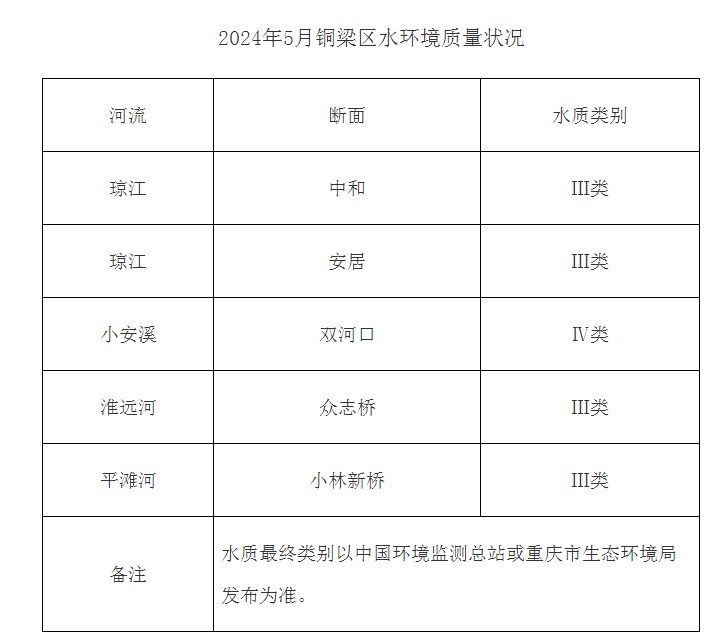 2024年5月铜梁区水环境质量状况
河流 断面 水质类别
琼江 中和 III类
琼江 安居 III类
小安溪 双河口 IV类
淮远河 众志桥 III类
平滩河 小林新桥 III类
备注 水质最终类别以中国环境监测总站或重庆市生态环境局
发布为准。